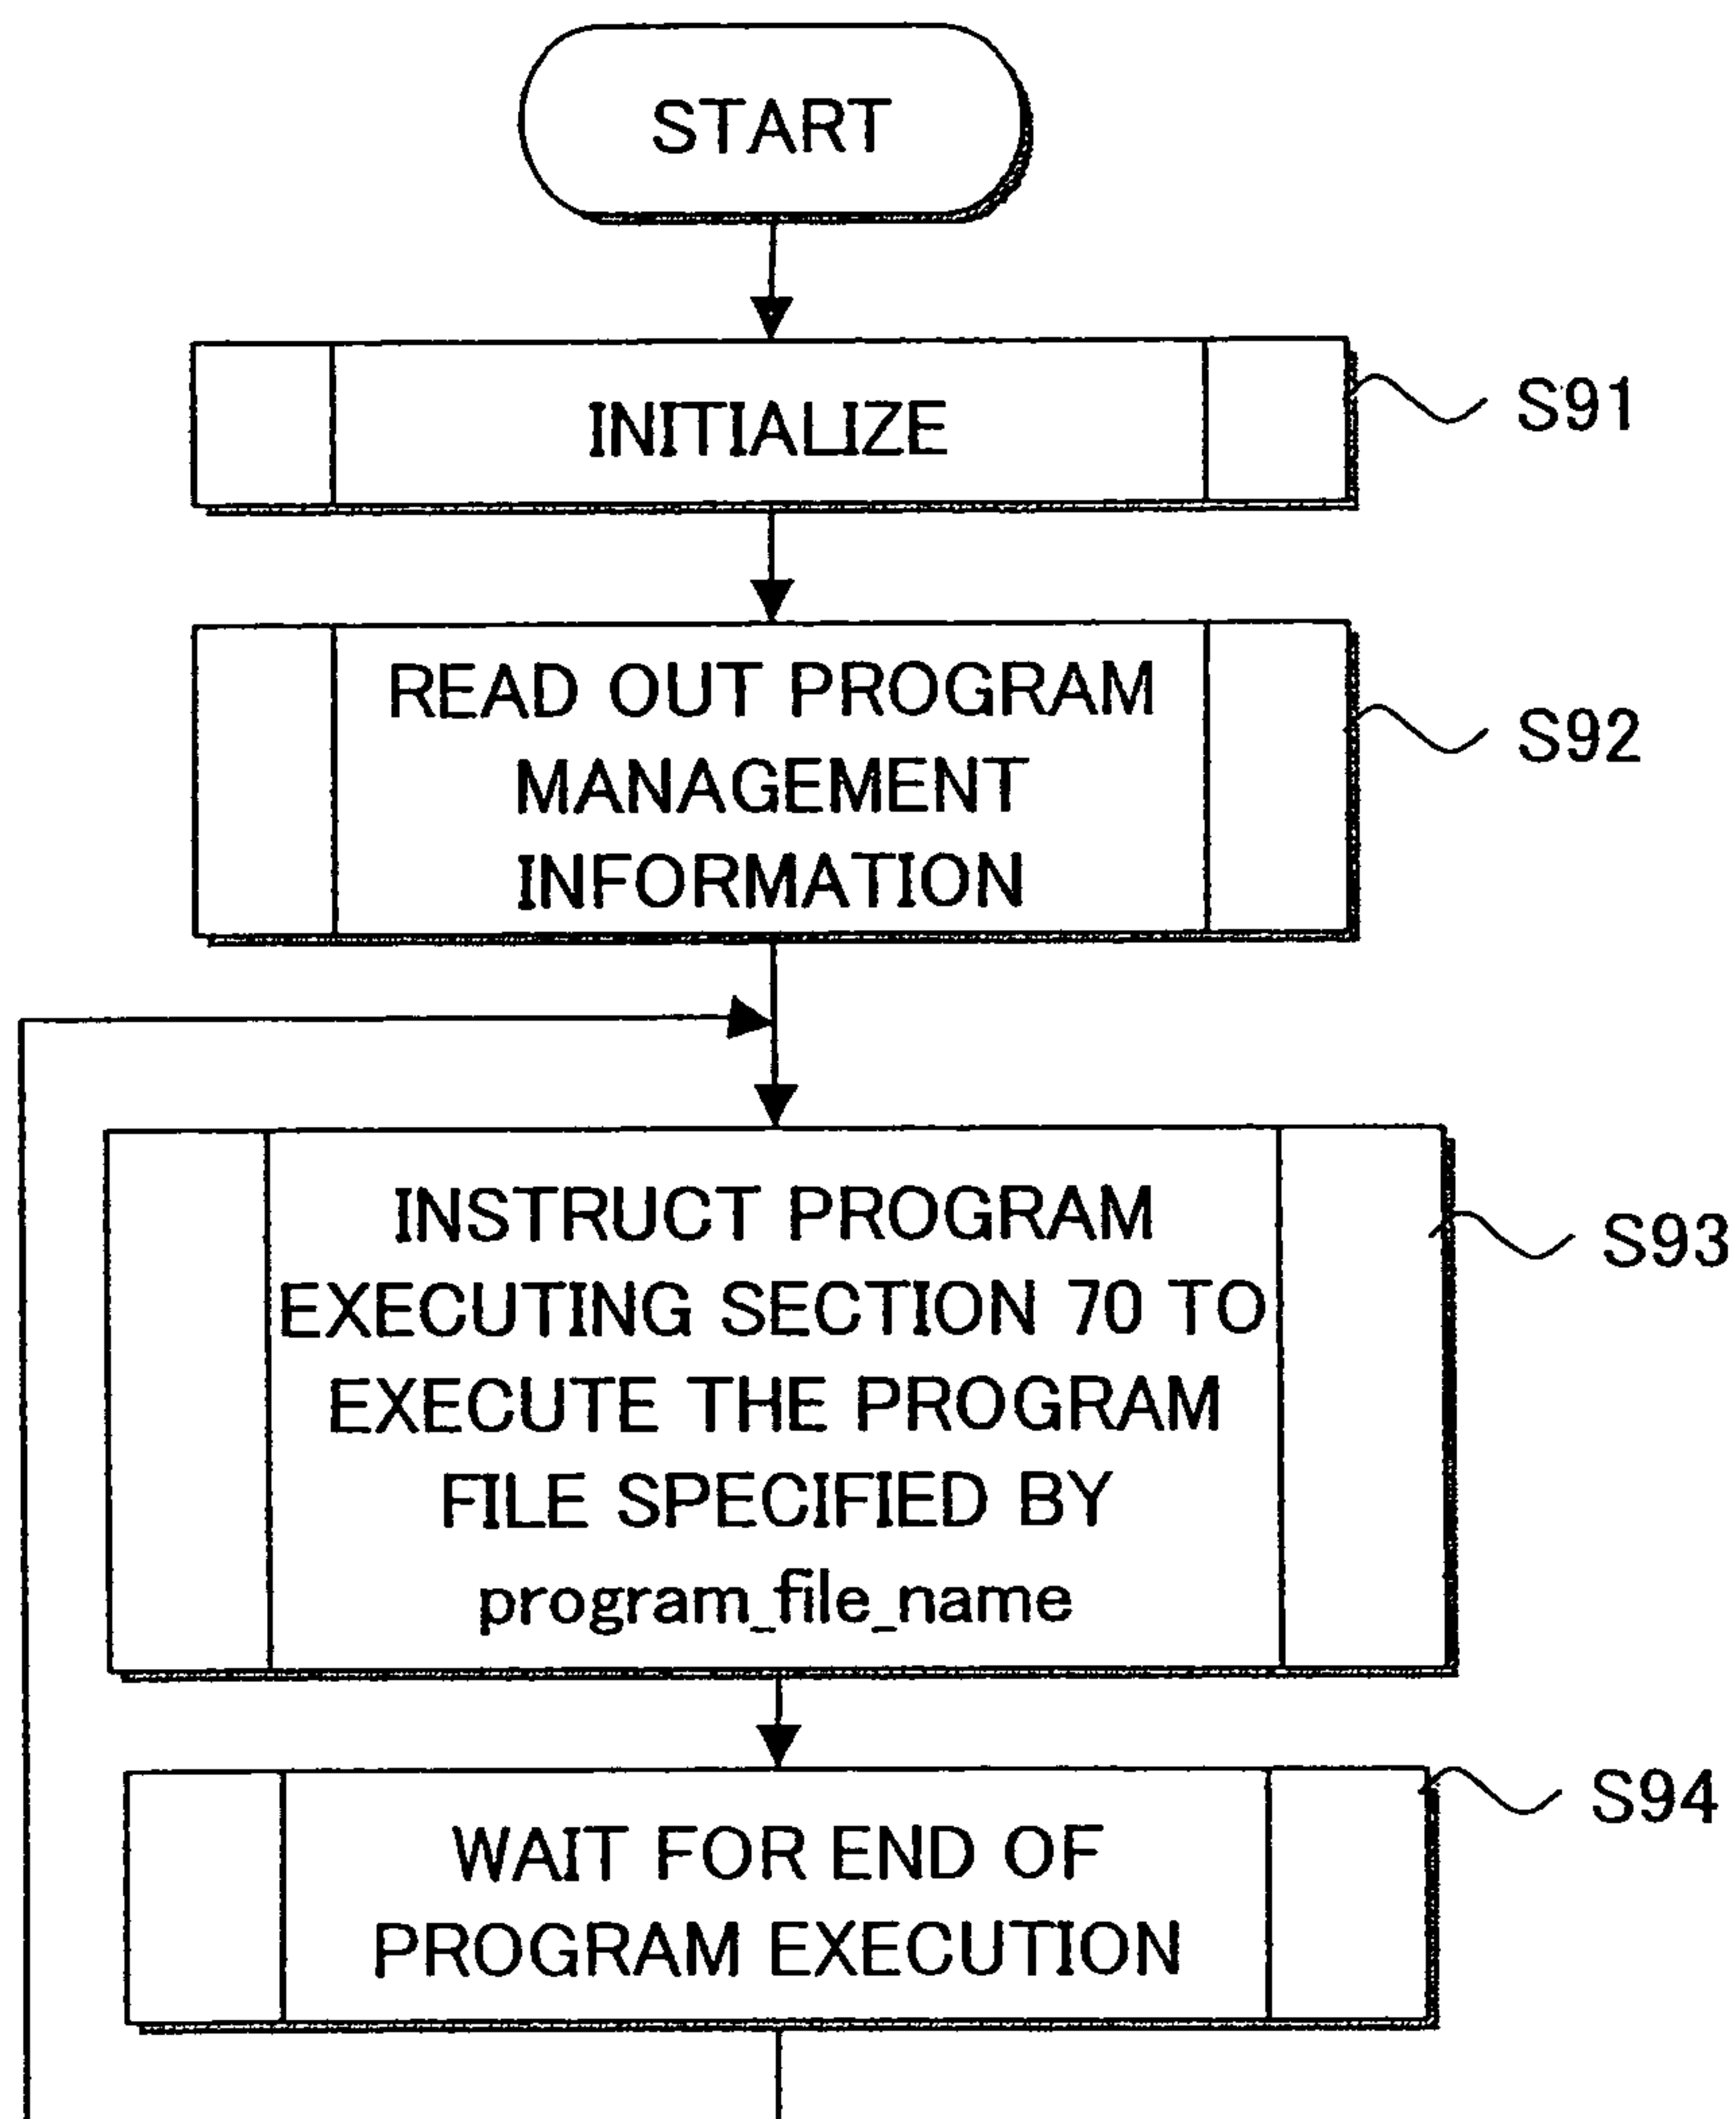 START
INITIALIZE
S91
READ OUT PROGRAM
MANAGEMENT
INFORMATION
S92
INSTRUCT PROGRAM
EXECUTING SECTION 70 TO
EXECUTE THE PROGRAM
FILE SPECIFIED BY
program_file_name
S93
WAIT FOR END OF
PROGRAM EXECUTION
S94